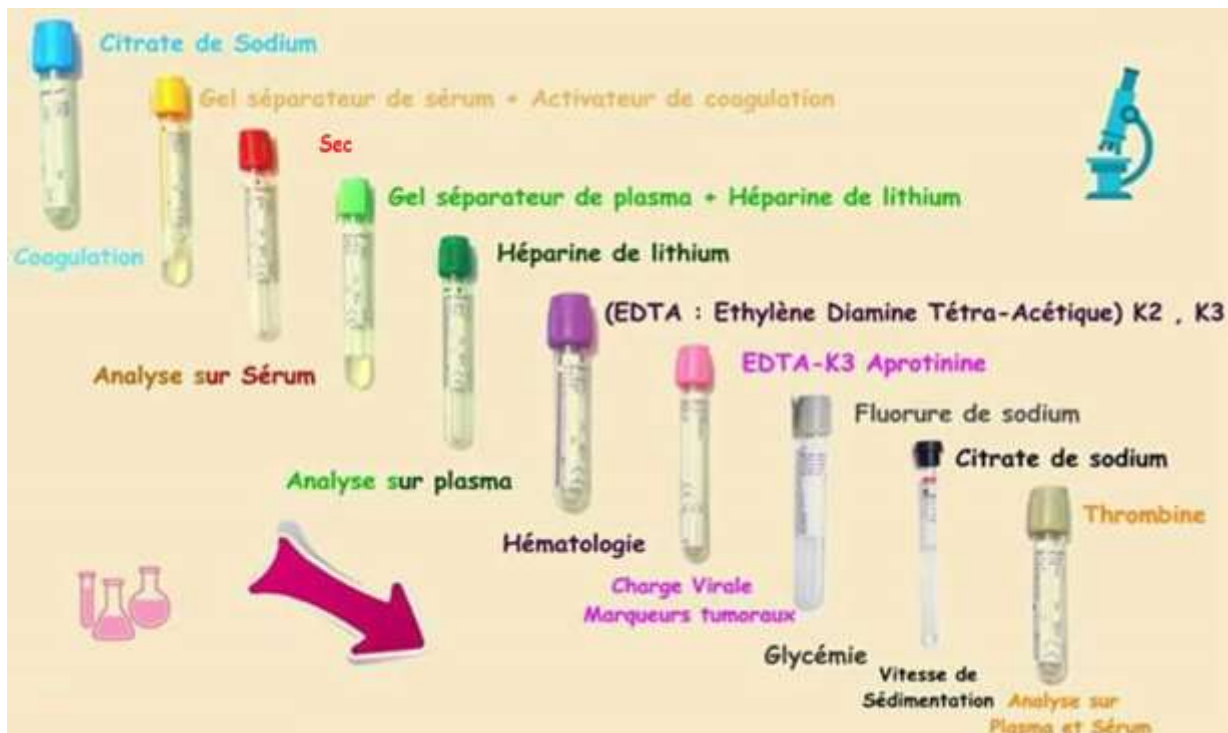 Citrate de Sodium
Gel séparateur de sérum + Activateur de coagulation
Sec
Gel séparateur de plasma + Héparine de lithium
Coagulation
Héparine de lithium
(EDTA : Ethylène Diamine Tétra-Acétique) K2 , K3
Analyse sur Sérum
EDTA-K3 Aprotinine
Fluorure de sodium
Citrate de sodium
Analyse sur plasma
Thrombine
Hématologie
Charge Virale
Marqueurs tumoraux
Glycémie
Vitesse de
Sédimentation
Analyse sur
Plasma et Sérum